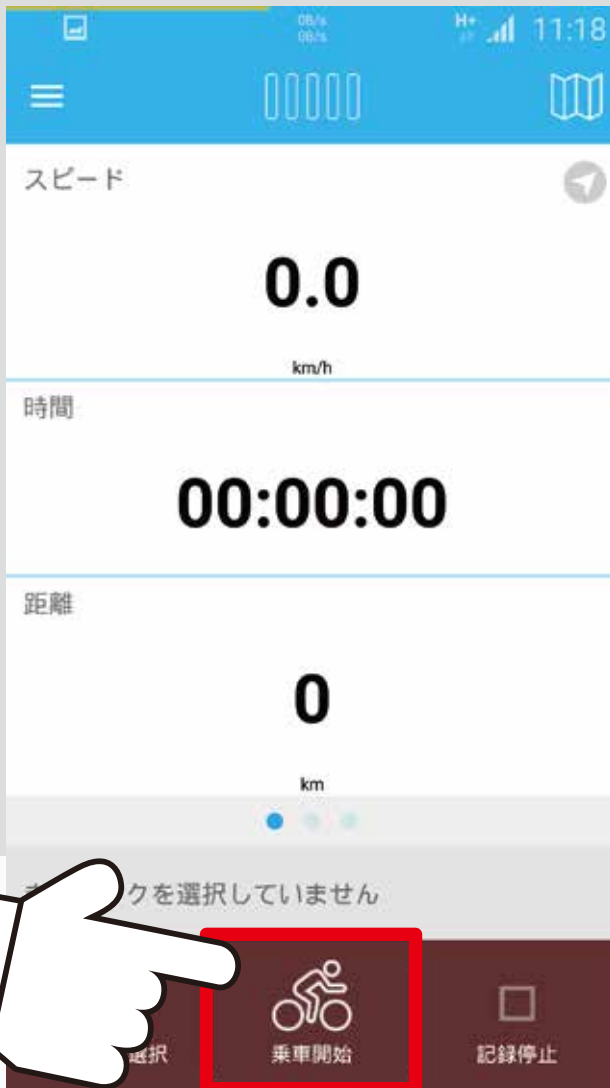 0B/s
0B/s
H+ 11:18
スピード
0.0
km/h
時間
00:00:00
距離
0
km
クを選択していません
選択
乗車開始
記録停止